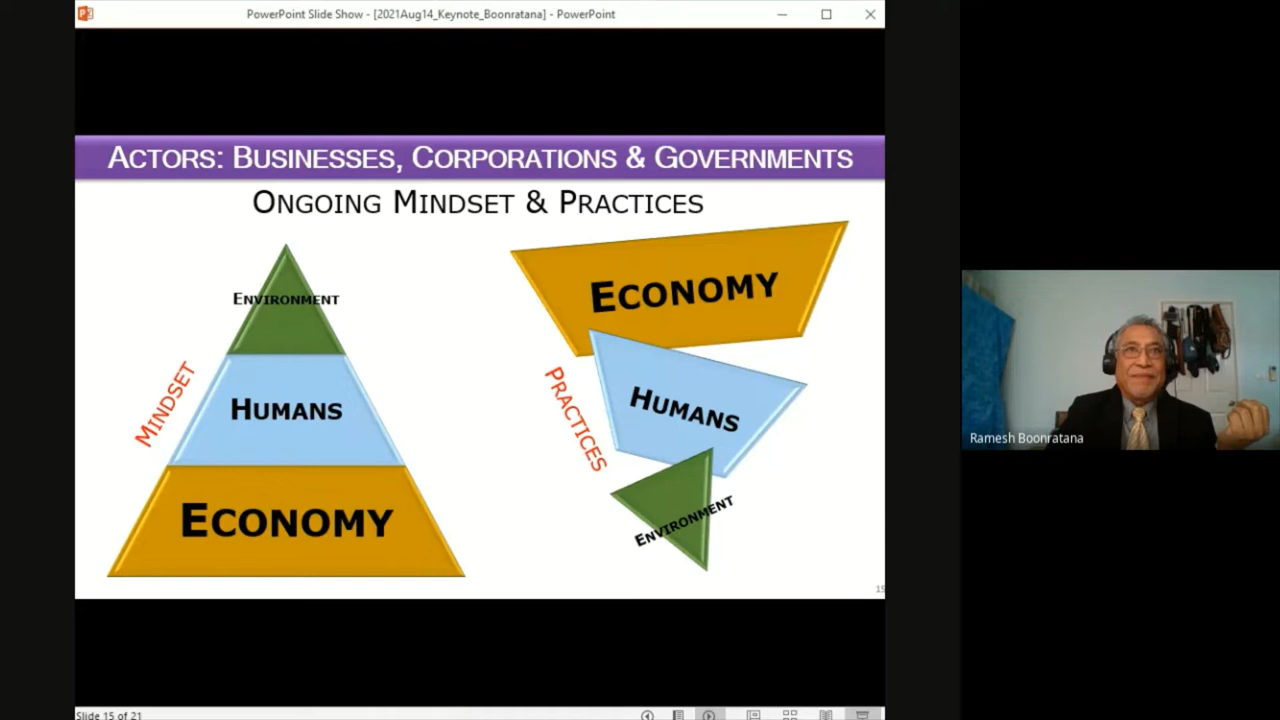 PowerPoint Slide Show - [2021Aug14_Keynote_Boonratana] - PowerPoint
ACTORS: BUSINESSES, CORPORATIONS & GOVERNMENTS
ONGOING MINDSET & PRACTICES
ENVIRONMENT
HUMANS
ECONOMY
MINDSET
ECONOMY
HUMANS
ENVIRONMENT
PRACTICES
15
Ramesh Boonratana
Slide 15 of 21